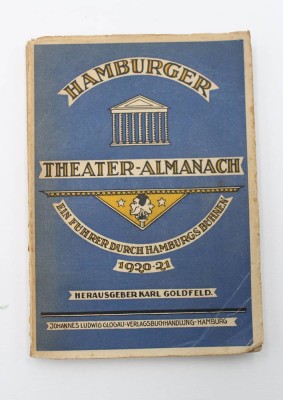 HAMBURGER
THEATER-ALMANACH
EIN FÜHRER DURCH HAMBURGS BÜHNEN
1920-21
HERAUSGEBER KARL GOLDFELD.
JOHANNES LUDWIG GLOGAU-VERLAGSBUCHHANDLUNG-HAMBURG